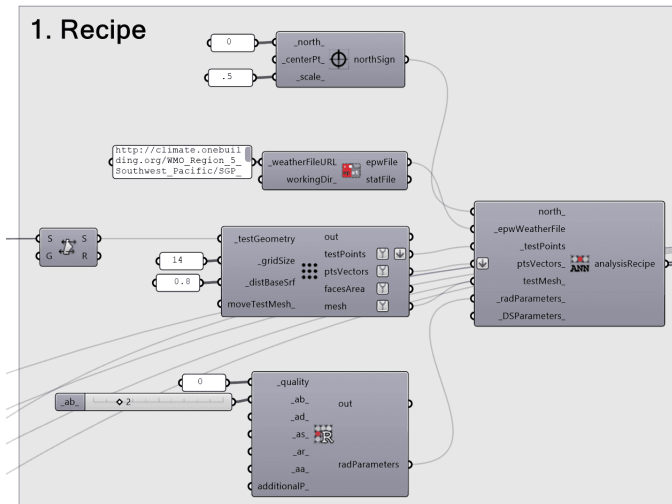 1. Recipe
0
_north_
_centerPt_
northSign
.5
_scale_
http://climate.onebuil
ding.org/WMO_Region_5_
Southwest_Pacific/SGP_
_weatherFileURL
epwFile
workingDir_
statFile
S
S
G
R
_testGeometry
out
14
_gridSize
testPoints
0.8
_distBaseSrf
ptsVectors
facesArea
moveTestMesh_
mesh
north_
_epwWeatherFile
_testPoints
ptsVectors_
ANN
analysisRecipe
testMesh_
_radParameters_
_DSParameters_
0
_quality
_ab_
2
_ab_
out
_ad_
_as_
R
_ar_
_aa_
radParameters
additionalP_